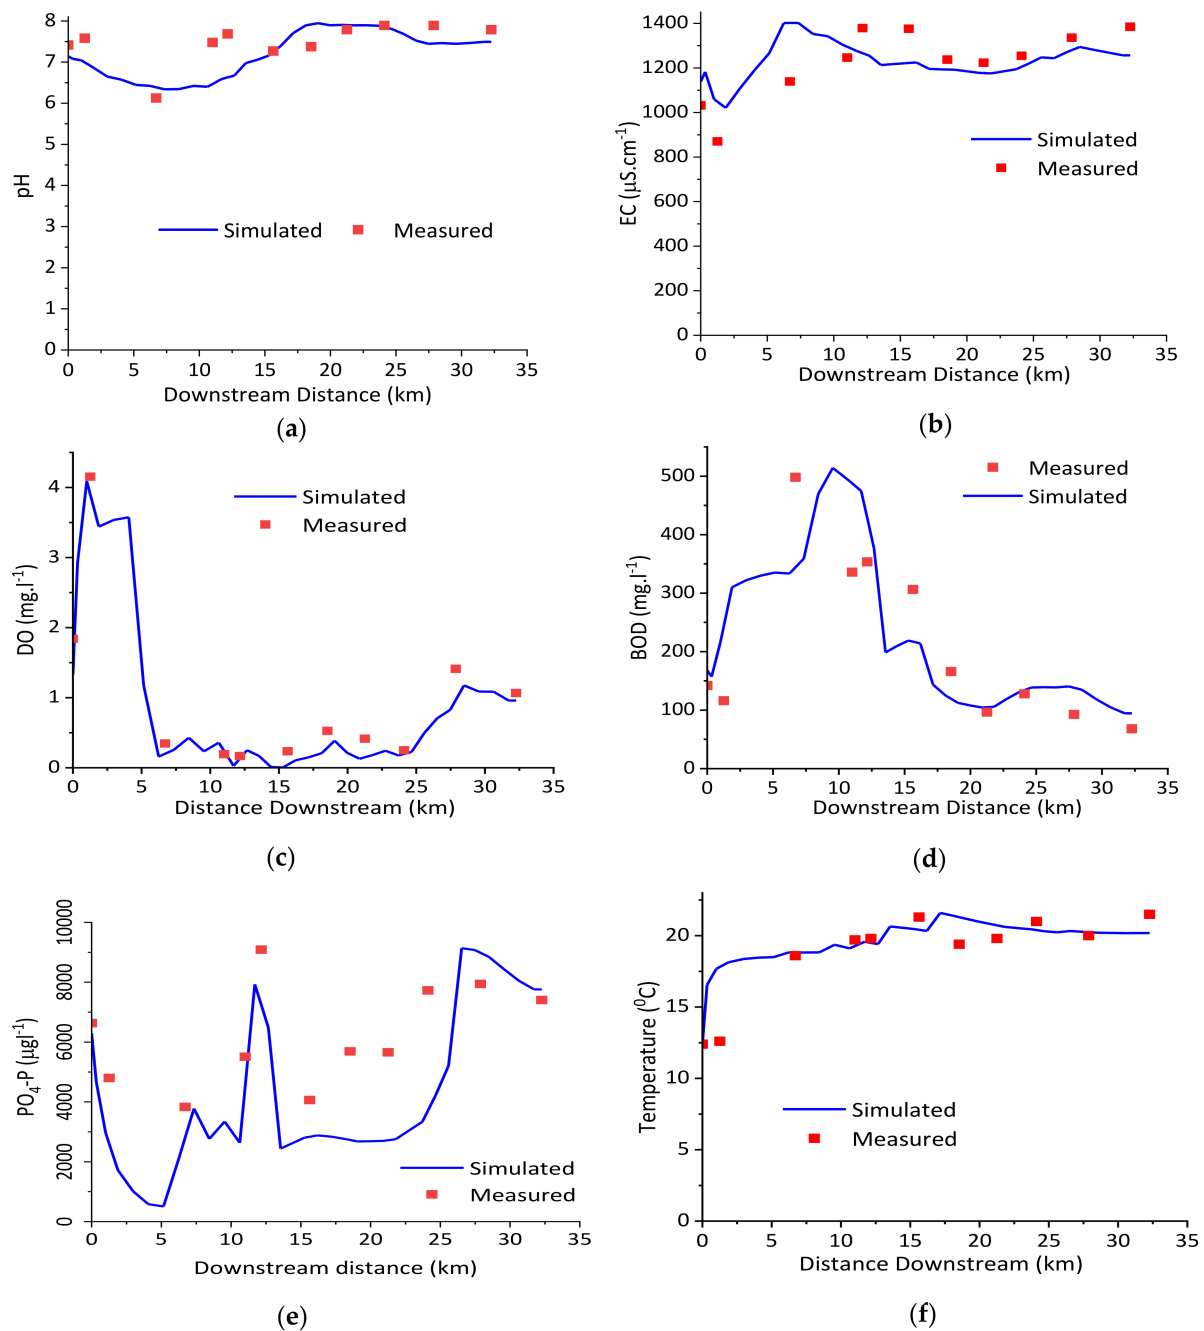 8
7
6
5
4
3
2
1
0
pH
Simulated
Measured
0 5 10 15 20 25 30 35
Downstream Distance (km)
(a)
1400
1200
1000
800
600
400
200
0
EC (μS.cm-1)
Simulated
Measured
0 5 10 15 20 25 30 35
Downstream Distance (km)
(b)
4
3
2
1
0
DO (mg.l-1)
Simulated
Measured
0 5 10 15 20 25 30 35
Distance Downstream (km)
(c)
500
400
300
200
100
0
BOD (mg.l-1)
Measured
Simulated
0 5 10 15 20 25 30 35
Downstream Distance (km)
(d)
10000
8000
6000
4000
2000
0
PO4-P (μgl-1)
Simulated
Measured
0 5 10 15 20 25 30 35
Downstream distance (km)
(e)
20
15
10
5
0
Temperature (0C)
Simulated
Measured
0 5 10 15 20 25 30 35
Distance Downstream (km)
(f)